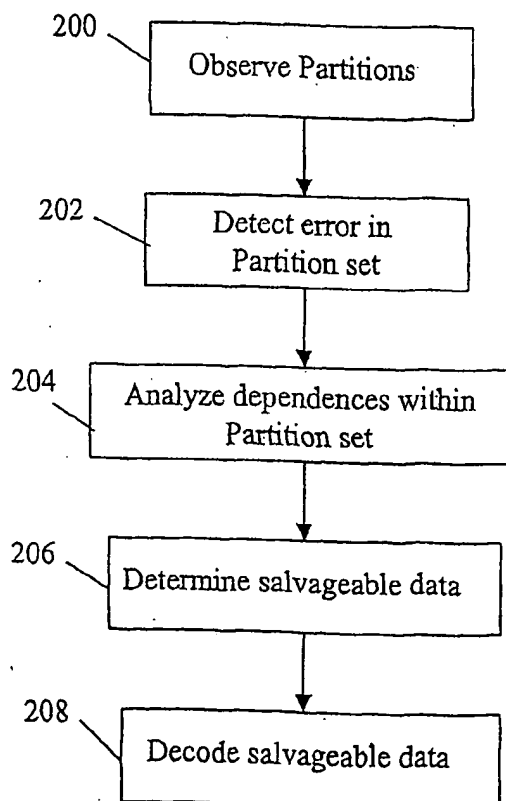 200
Observe Partitions
202
Detect error in
Partition set
204
Analyze dependences within
Partition set
206
Determine salvageable data
208
Decode salvageable data